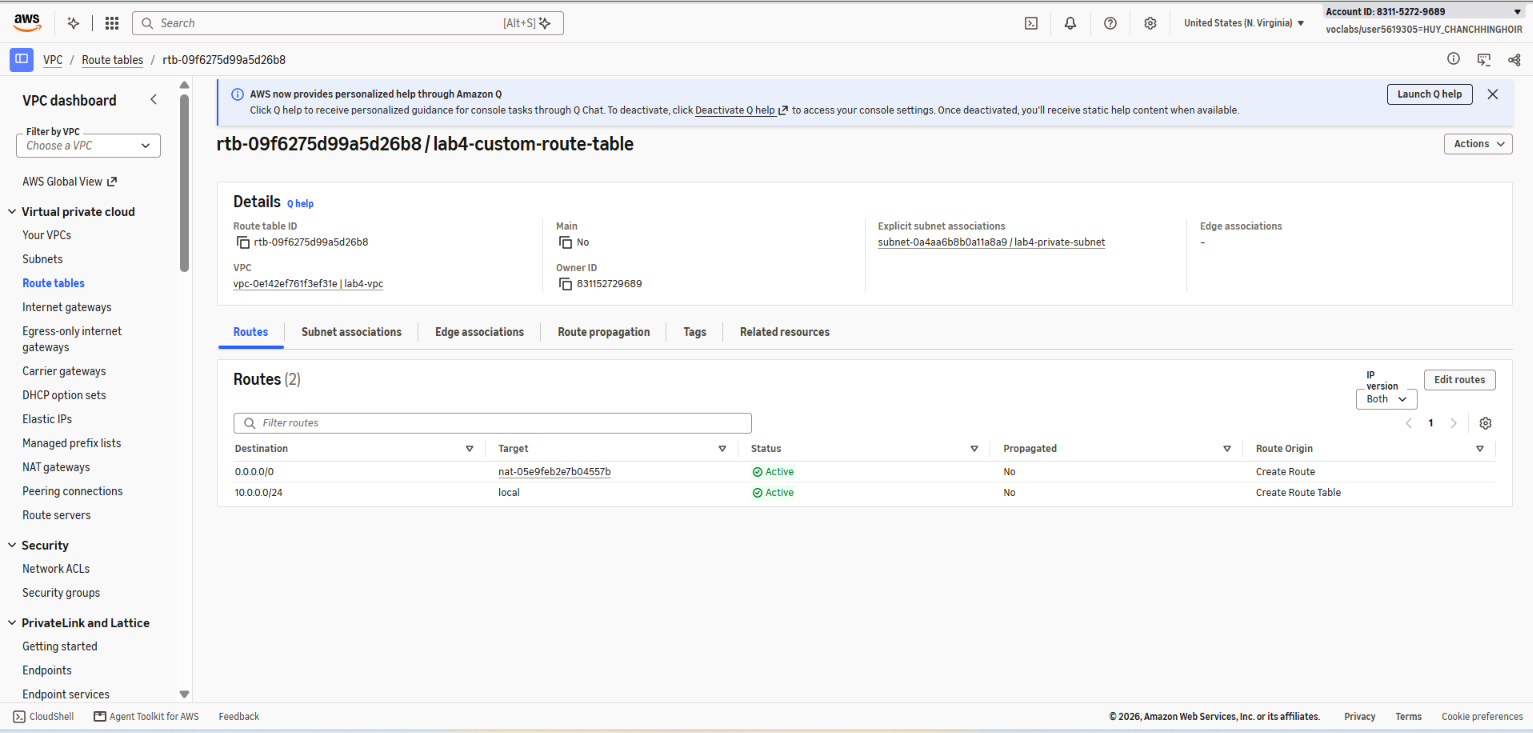 aws
Search
[Alt+S]
United States (N. Virginia)
Account ID: 8311-5272-9689
voclabs/user5619305=HUY_CHANCHHINGHOIR
VPC / Route tables / rtb-09f6275d99a5d26b8
VPC dashboard
Filter by VPC
Choose a VPC
AWS Global View
Virtual private cloud
Your VPCs
Subnets
Route tables
Internet gateways
Egress-only internet
gateways
Carrier gateways
DHCP option sets
Elastic IPs
Managed prefix lists
NAT gateways
Peering connections
Route servers
Security
Network ACLs
Security groups
PrivateLink and Lattice
Getting started
Endpoints
Endpoint services
AWS now provides personalized help through Amazon Q
Click Q help to receive personalized guidance for console tasks through Q Chat. To deactivate, click Deactivate Q help to access your console settings. Once deactivated, you'll receive static help content when available.
Launch Q help
rtb-09f6275d99a5d26b8 / lab4-custom-route-table
Actions
Details Q help
Route table ID
rtb-09f6275d99a5d26b8
Main
No
Explicit subnet associations
subnet-0a4aa6b8b0a11a8a9 / lab4-private-subnet
Edge associations
–
VPC
vpc-0e142ef761f3ef31e | lab4-vpc
Owner ID
831152729689
Routes Subnet associations Edge associations Route propagation Tags Related resources
Routes (2)
IP
version
Both
Edit routes
Filter routes
1
Destination Target Status Propagated Route Origin
0.0.0.0/0 nat-05e9feb2e7b04557b Active No Create Route
10.0.0.0/24 local Active No Create Route Table
CloudShell Agent Toolkit for AWS Feedback
© 2026, Amazon Web Services, Inc. or its affiliates. Privacy Terms Cookie preferences